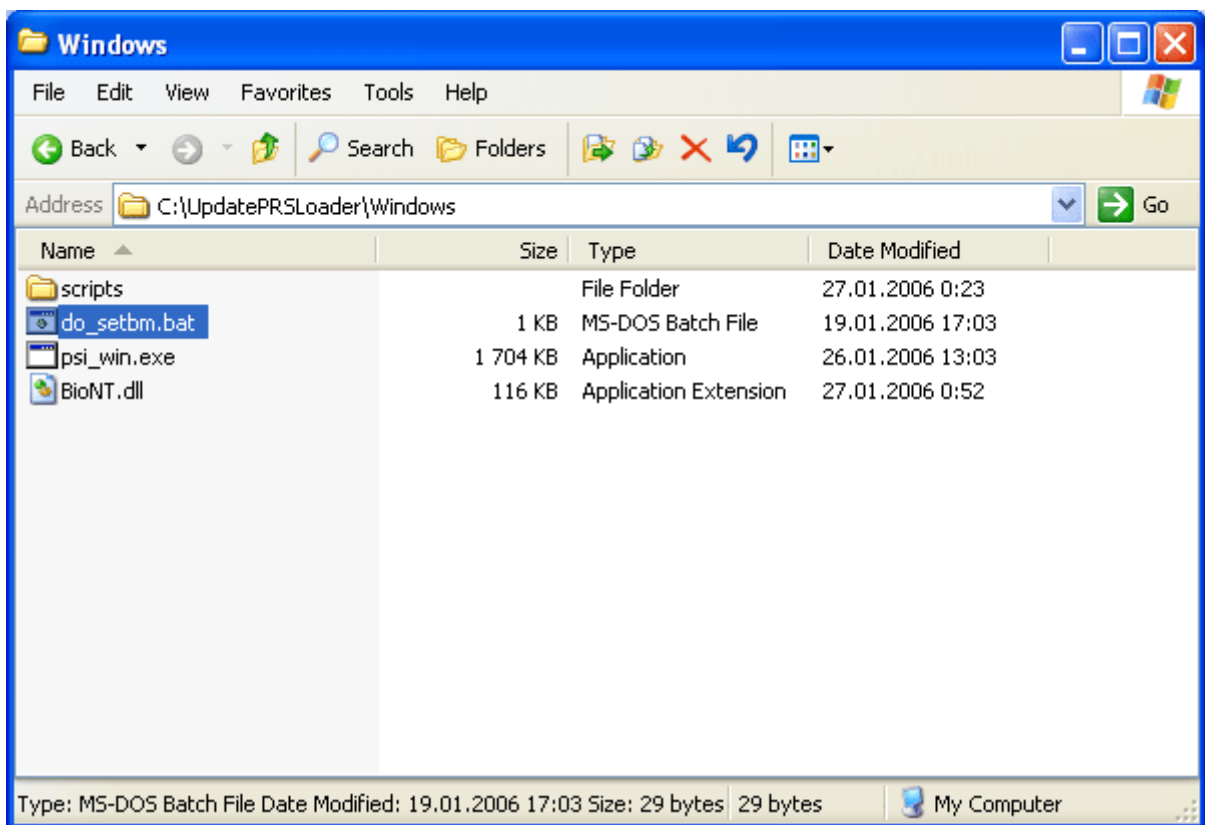 Windows
File Edit View Favorites Tools Help
Back Search Folders
Address C:\UpdatePRSLoader\Windows Go
Name Size Type Date Modified
scripts File Folder 27.01.2006 0:23
do_setbm.bat 1 KB MS-DOS Batch File 19.01.2006 17:03
psi_win.exe 1 704 KB Application 26.01.2006 13:03
BioNT.dll 116 KB Application Extension 27.01.2006 0:52
Type: MS-DOS Batch File Date Modified: 19.01.2006 17:03 Size: 29 bytes 29 bytes My Computer